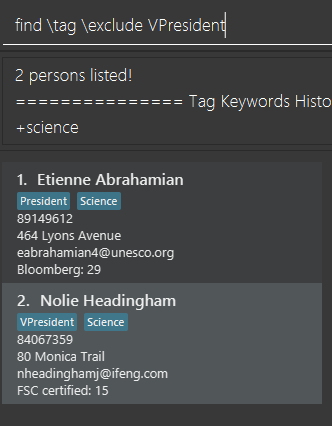 find \tag \exclude VPresident
2 persons listed!
=============== Tag Keywords Histo
+science
1. Etienne Abrahamian
President Science
89149612
464 Lyons Avenue
eabrahamian4@unesco.org
Bloomberg: 29
2. Nolie Headingham
VPresident Science
84067359
80 Monica Trail
nheadinghamj@ifeng.com
FSC certified: 15